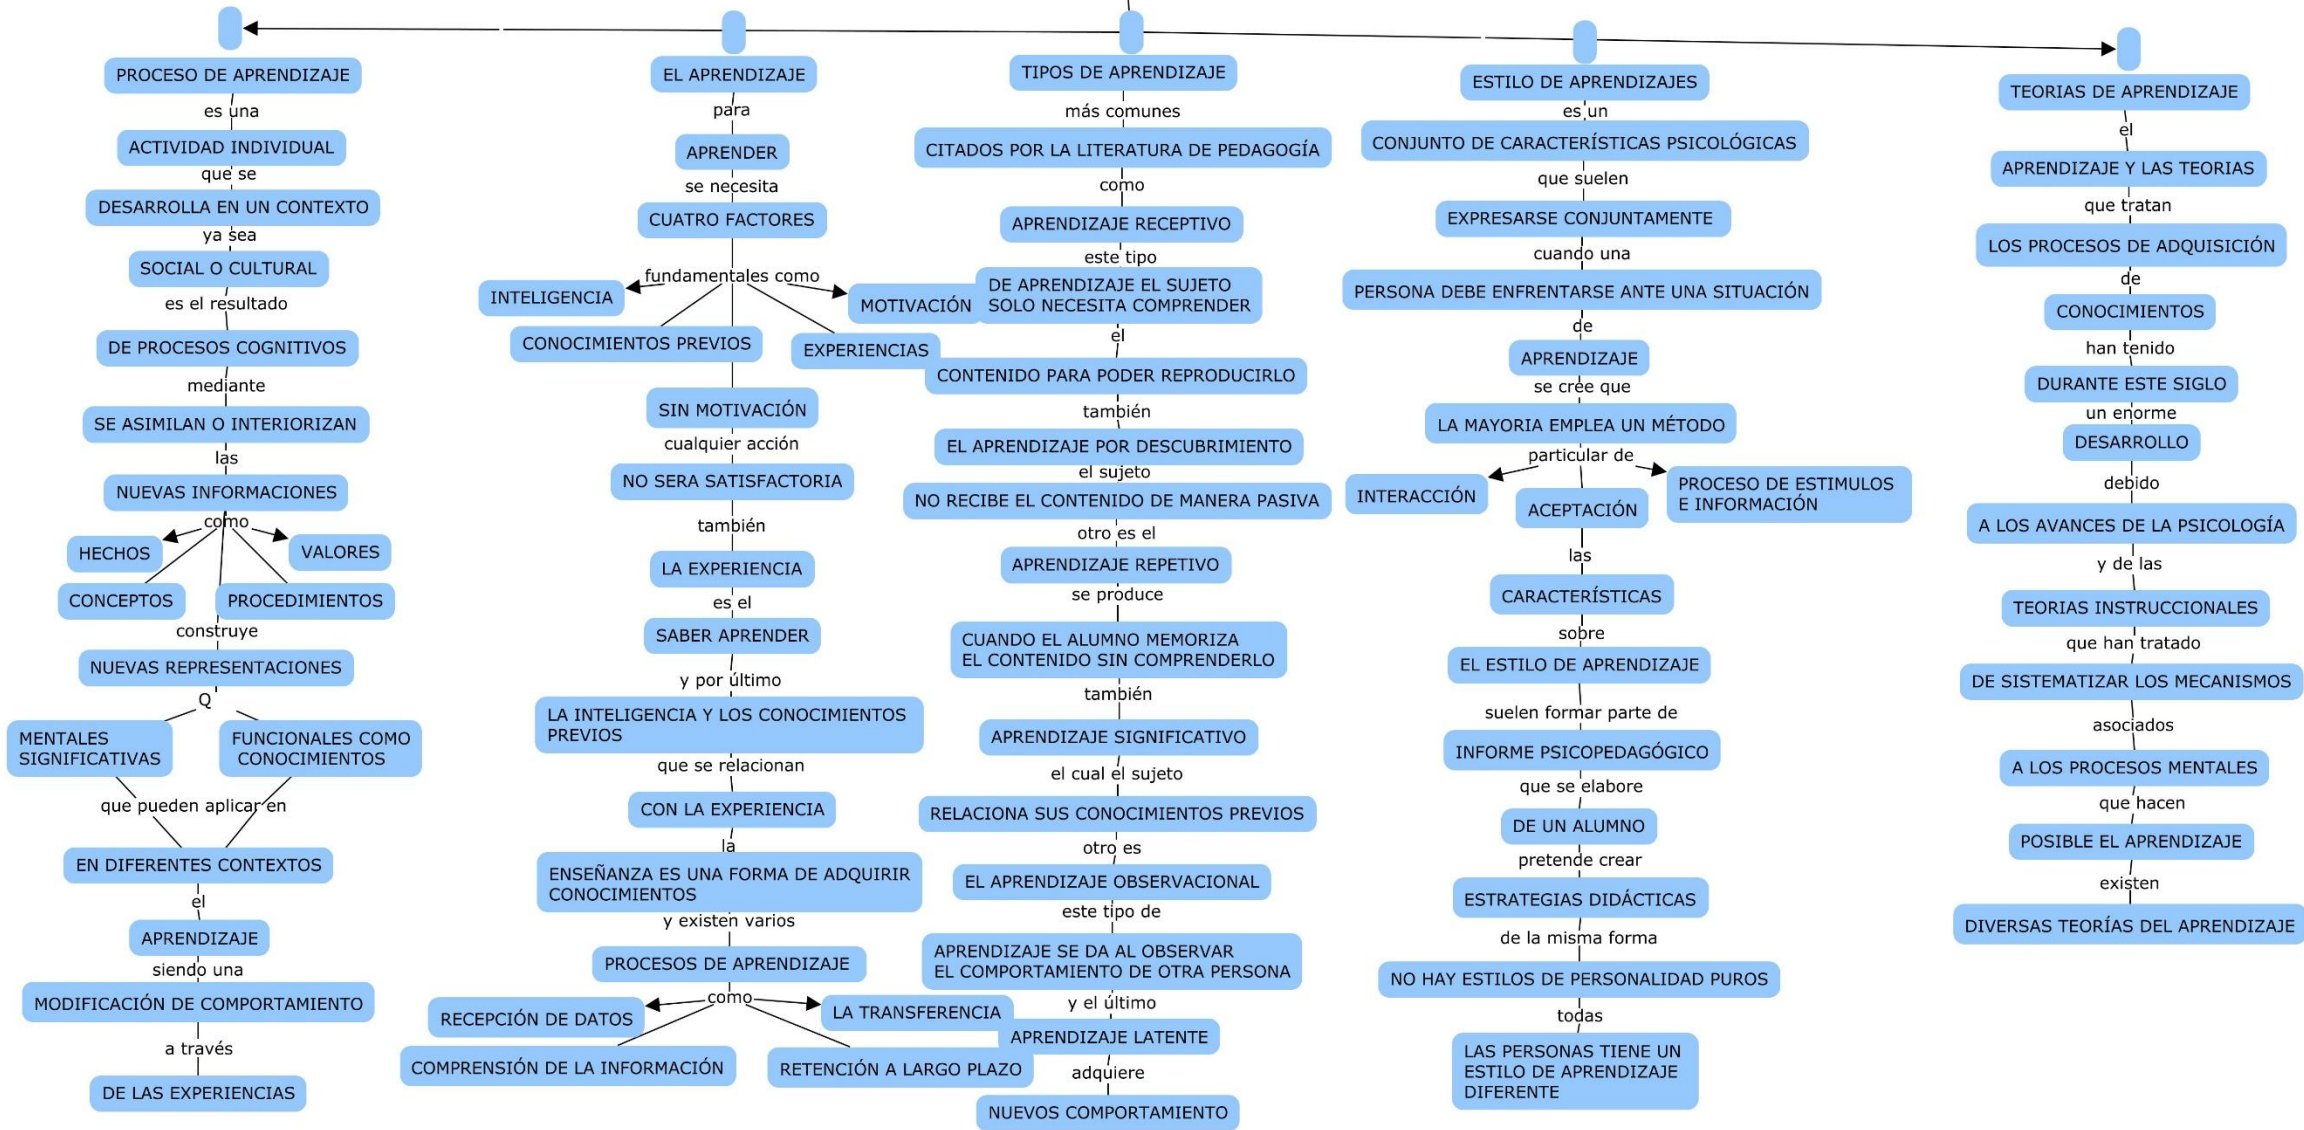 PROCESO DE APRENDIZAJE
es una
ACTIVIDAD INDIVIDUAL
que se
DESARROLLA EN UN CONTEXTO
ya sea
SOCIAL O CULTURAL
es el resultado
DE PROCESOS COGNITIVOS
mediante
SE ASIMILAN O INTERIORIZAN
las
NUEVAS INFORMACIONES
como
HECHOS
VALORES
CONCEPTOS
PROCEDIMIENTOS
construye
NUEVAS REPRESENTACIONES
Q
MENTALES
SIGNIFICATIVAS
FUNCIONALES COMO
CONOCIMIENTOS
que pueden aplicar en
EN DIFERENTES CONTEXTOS
el
APRENDIZAJE
siendo una
MODIFICACIÓN DE COMPORTAMIENTO
a través
DE LAS EXPERIENCIAS
EL APRENDIZAJE
para
APRENDER
se necesita
CUATRO FACTORES
fundamentales como
INTELIGENCIA
MOTIVACIÓN
CONOCIMIENTOS PREVIOS
EXPERIENCIAS
SIN MOTIVACIÓN
cualquier acción
NO SERA SATISFACTORIA
también
LA EXPERIENCIA
es el
SABER APRENDER
y por último
LA INTELIGENCIA Y LOS CONOCIMIENTOS
PREVIOS
que se relacionan
CON LA EXPERIENCIA
la
ENSEÑANZA ES UNA FORMA DE ADQUIRIR
CONOCIMIENTOS
y existen varios
PROCESOS DE APRENDIZAJE
como
RECEPCIÓN DE DATOS
LA TRANSFERENCIA
COMPRENSIÓN DE LA INFORMACIÓN
RETENCIÓN A LARGO PLAZO
TIPOS DE APRENDIZAJE
más comunes
CITADOS POR LA LITERATURA DE PEDAGOGÍA
como
APRENDIZAJE RECEPTIVO
este tipo
DE APRENDIZAJE EL SUJETO
SOLO NECESITA COMPRENDER
el
CONTENIDO PARA PODER REPRODUCIRLO
también
EL APRENDIZAJE POR DESCUBRIMIENTO
el sujeto
NO RECIBE EL CONTENIDO DE MANERA PASIVA
otro es el
APRENDIZAJE REPETIVO
se produce
CUANDO EL ALUMNO MEMORIZA
EL CONTENIDO SIN COMPRENDERLO
también
APRENDIZAJE SIGNIFICATIVO
el cual el sujeto
RELACIONA SUS CONOCIMIENTOS PREVIOS
otro es
EL APRENDIZAJE OBSERVACIONAL
este tipo de
APRENDIZAJE SE DA AL OBSERVAR
EL COMPORTAMIENTO DE OTRA PERSONA
y el último
APRENDIZAJE LATENTE
adquiere
NUEVOS COMPORTAMIENTO
ESTILO DE APRENDIZAJES
es un
CONJUNTO DE CARACTERÍSTICAS PSICOLÓGICAS
que suelen
EXPRESARSE CONJUNTAMENTE
cuando una
PERSONA DEBE ENFRENTARSE ANTE UNA SITUACIÓN
de
APRENDIZAJE
se cree que
LA MAYORIA EMPLEA UN MÉTODO
particular de
INTERACCIÓN
ACEPTACIÓN
PROCESO DE ESTIMULOS
E INFORMACIÓN
las
CARACTERÍSTICAS
sobre
EL ESTILO DE APRENDIZAJE
suelen formar parte de
INFORME PSICOPEDAGÓGICO
que se elabore
DE UN ALUMNO
pretende crear
ESTRATEGIAS DIDÁCTICAS
de la misma forma
NO HAY ESTILOS DE PERSONALIDAD PUROS
todas
LAS PERSONAS TIENE UN
ESTILO DE APRENDIZAJE
DIFERENTE
TEORIAS DE APRENDIZAJE
el
APRENDIZAJE Y LAS TEORIAS
que tratan
LOS PROCESOS DE ADQUISICIÓN
de
CONOCIMIENTOS
han tenido
DURANTE ESTE SIGLO
un enorme
DESARROLLO
debido
A LOS AVANCES DE LA PSICOLOGÍA
y de las
TEORIAS INSTRUCCIONALES
que han tratado
DE SISTEMATIZAR LOS MECANISMOS
asociados
A LOS PROCESOS MENTALES
que hacen
POSIBLE EL APRENDIZAJE
existen
DIVERSAS TEORÍAS DEL APRENDIZAJE